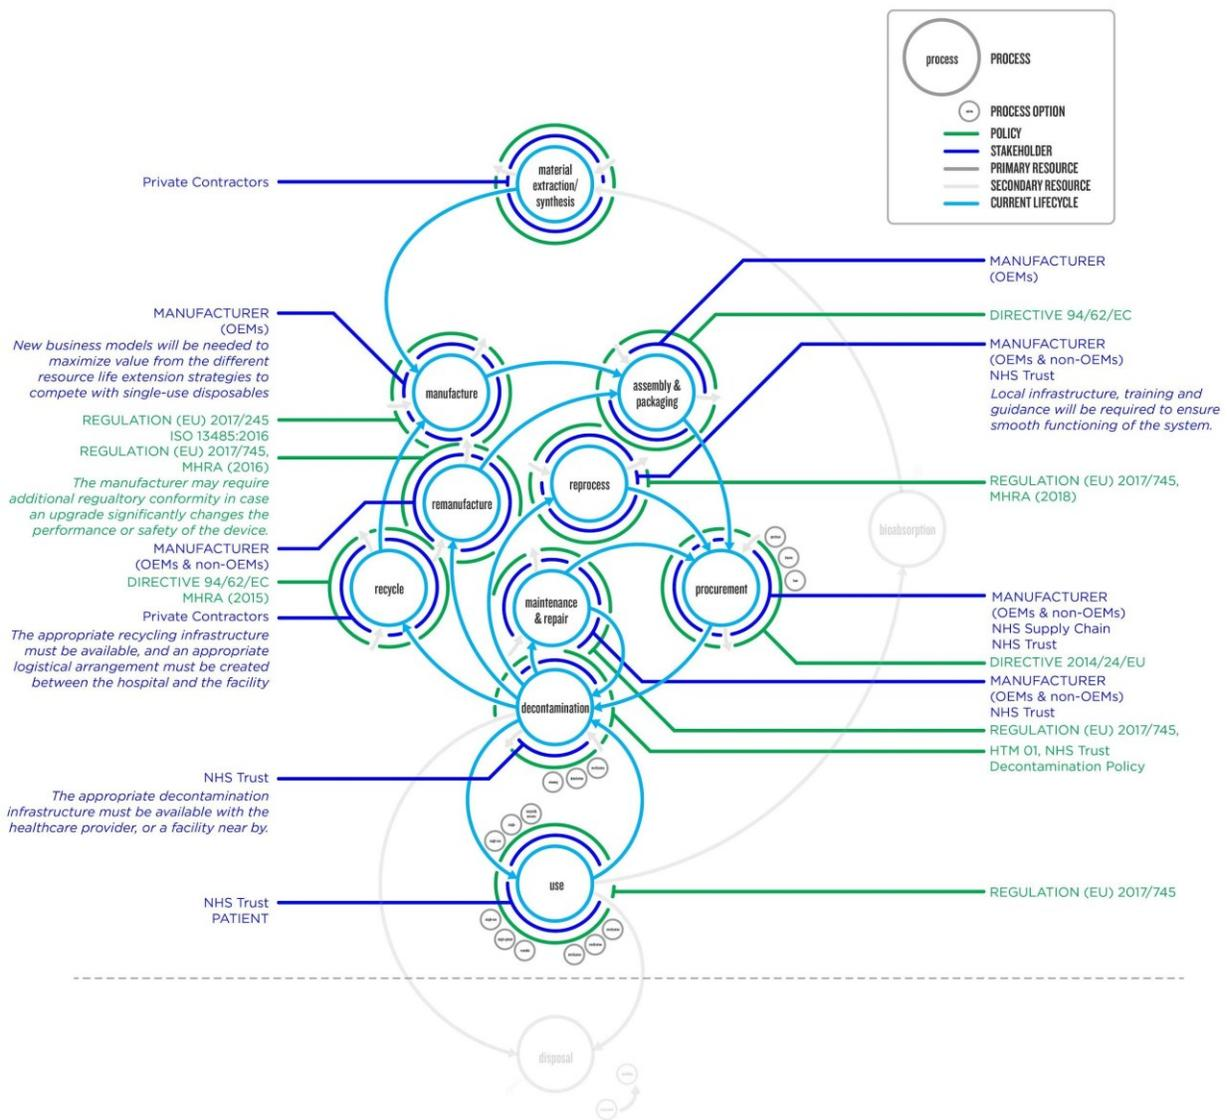 process
PROCESS
PROCESS OPTION
POLICY
STAKEHOLDER
PRIMARY RESOURCE
SECONDARY RESOURCE
CURRENT LIFECYCLE
material
extraction/
synthesis
Private Contractors
MANUFACTURER
(OEMs)
DIRECTIVE 94/62/EC
MANUFACTURER
(OEMs & non-OEMs)
NHS Trust
Local infrastructure, training and
guidance will be required to ensure
smooth functioning of the system.
REGULATION (EU) 2017/745,
MHRA (2018)
MANUFACTURER
(OEMs)
New business models will be needed to
maximize value from the different
resource life extension strategies to
compete with single-use disposables
REGULATION (EU) 2017/245
ISO 13485:2016
REGULATION (EU) 2017/745,
MHRA (2016)
The manufacturer may require
additional regualtory conformity in case
an upgrade significantly changes the
performance or safety of the device.
MANUFACTURER
(OEMs & non-OEMs)
DIRECTIVE 94/62/EC
MHRA (2015)
Private Contractors
The appropriate recycling infrastructure
must be available, and an appropriate
logistical arrangement must be created
between the hospital and the facility
manufacture
assembly &
packaging
remanufacture
reprocess
recycle
maintenance
& repair
procurement
bioabsorption
decontamination
MANUFACTURER
(OEMs & non-OEMs)
NHS Supply Chain
NHS Trust
DIRECTIVE 2014/24/EU
MANUFACTURER
(OEMs & non-OEMs)
NHS Trust
REGULATION (EU) 2017/745,
HTM 01, NHS Trust
Decontamination Policy
NHS Trust
The appropriate decontamination
infrastructure must be available with the
healthcare provider, or a facility near by.
use
NHS Trust
PATIENT
REGULATION (EU) 2017/745
disposal